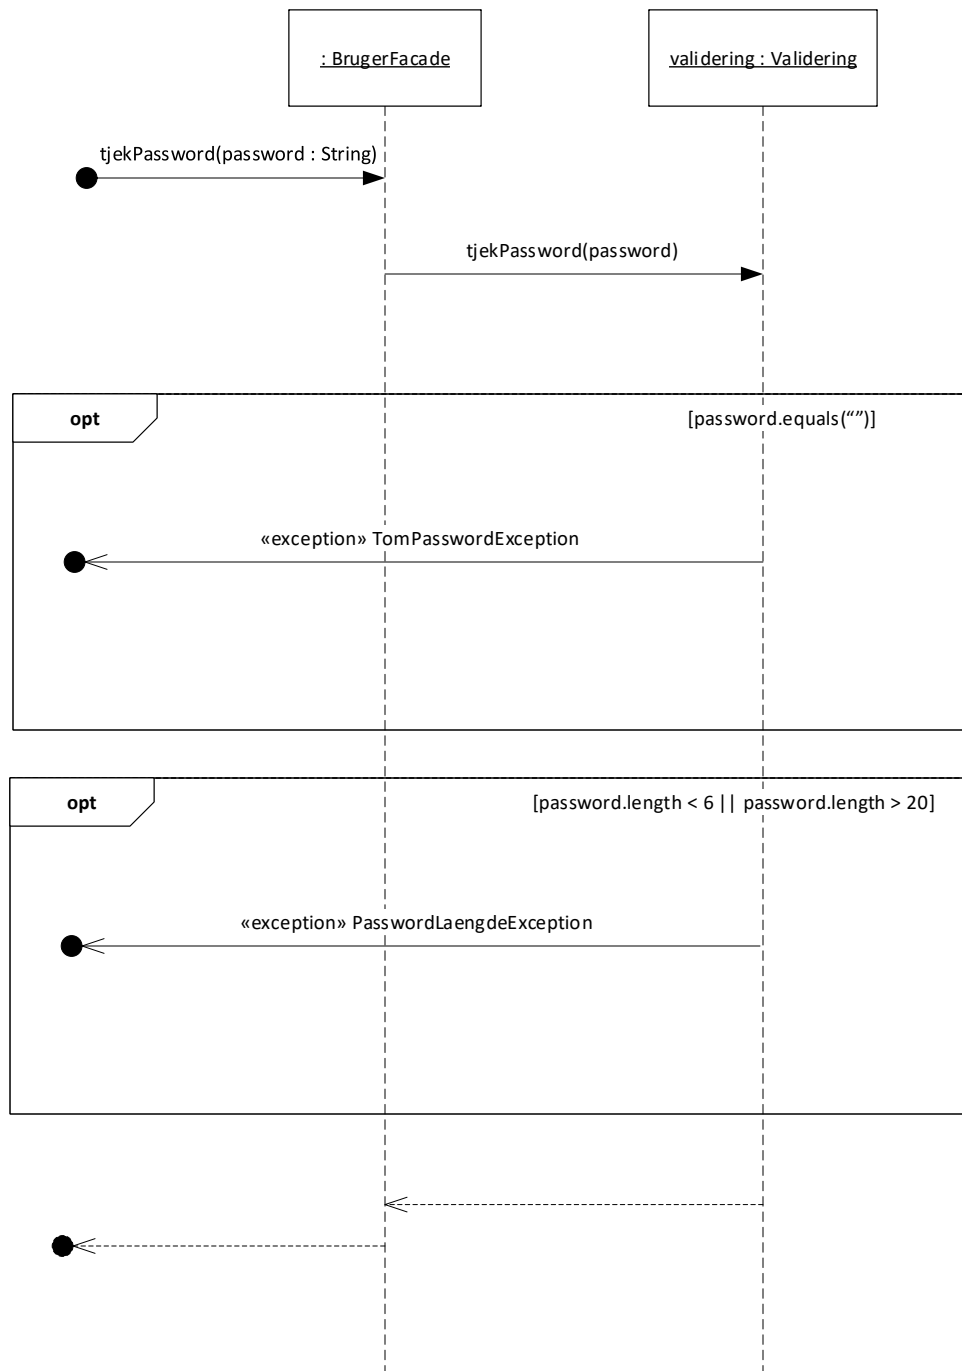 : BrugerFacade
validering : Validering
tjekPassword(password : String)
tjekPassword(password)
opt
[password.equals(“”)]
«exception» TomPasswordException
opt
[password.length < 6 || password.length > 20]
«exception» PasswordLaengdeException